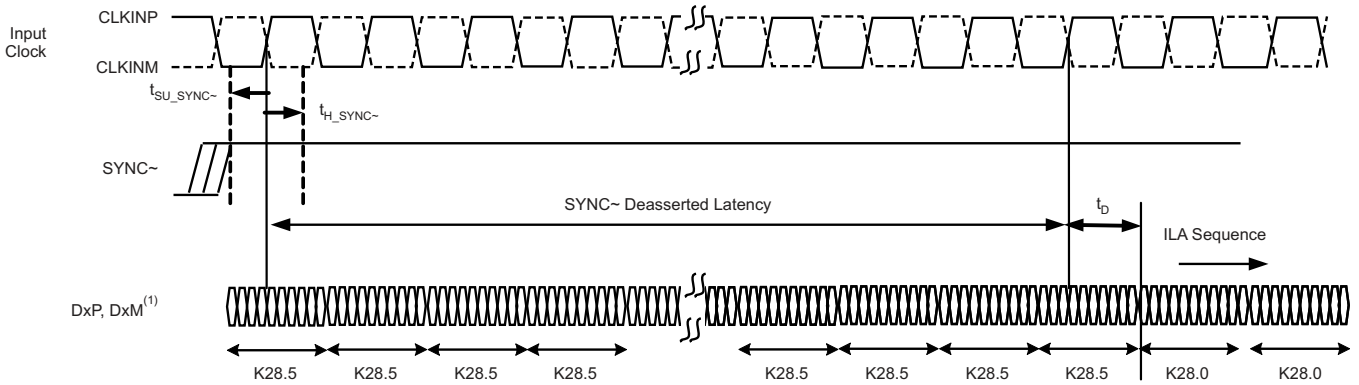 CLKINP
Input
Clock
CLKINM
tSU_SYNC~
tH_SYNC~
SYNC~
SYNC~ Deasserted Latency
tD
ILA Sequence
DxP, DxM(1)
K28.5 K28.5 K28.5 K28.5 K28.5 K28.5 K28.5 K28.5 K28.0 K28.0